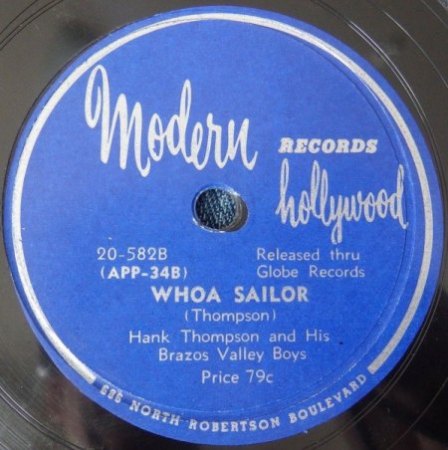 Modern RECORDS
hollywood
20-582B
(APP-34B)
Released thru
Globe Records
WHOA SAILOR
(Thompson)
Hank Thompson and His
Brazos Valley Boys
Price 79c
686 NORTH ROBERTSON BOULEVARD